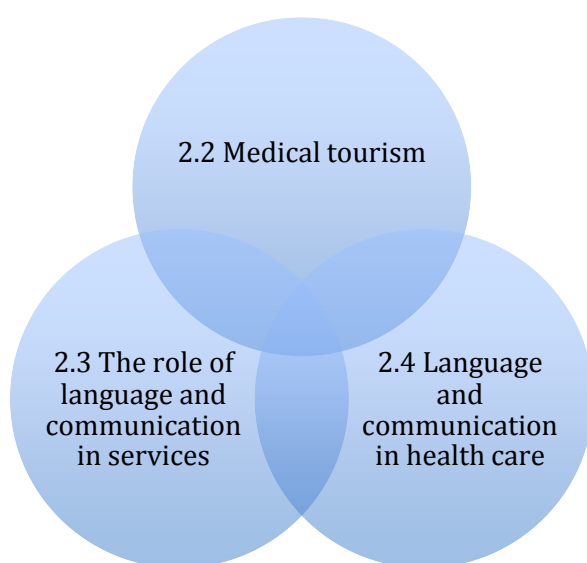 2.2 Medical tourism
2.3 The role of
language and
communication
in services
2.4 Language
and
communication
in health care